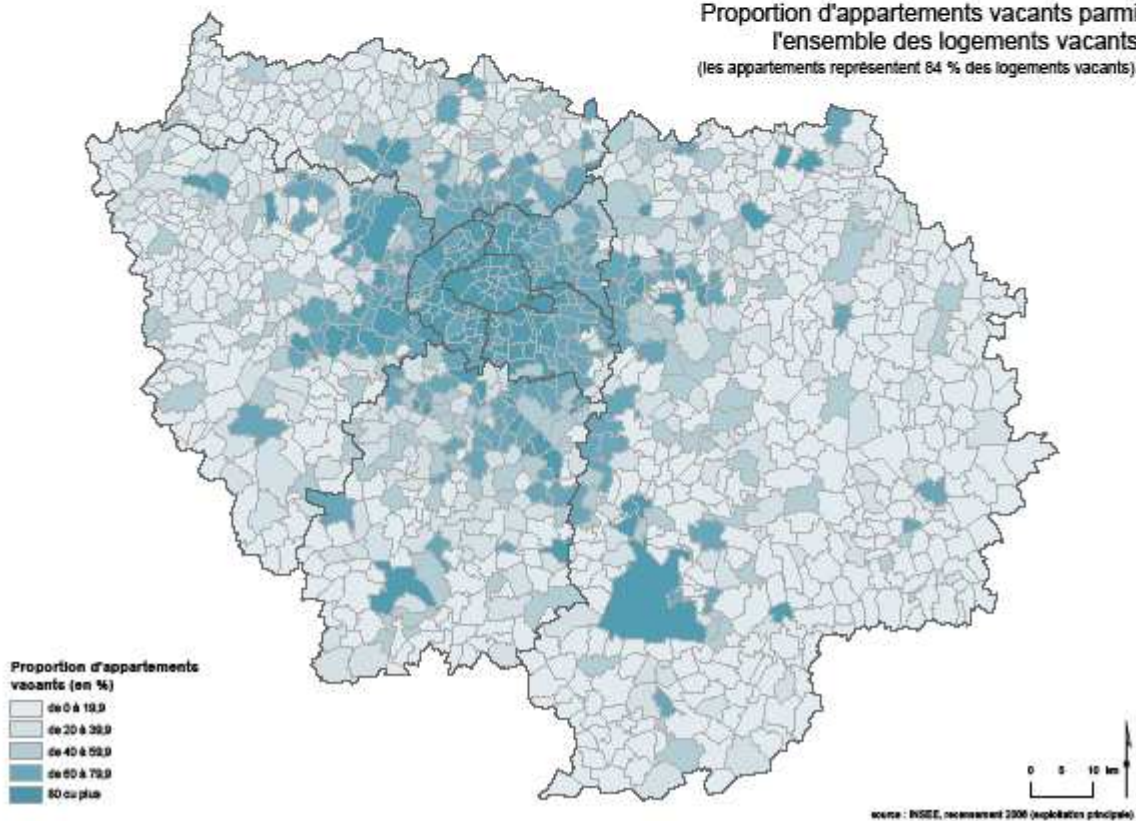 Proportion d'appartements vacants parmi
l'ensemble des logements vacants
(les appartements représentent 84 % des logements vacants)
Proportion d'appartements
vacants (en %)
de 0 à 19,9
de 20 à 39,9
de 40 à 59,9
de 60 à 79,9
80 ou plus
0 5 10 km
source : INSEE, recensement 2006 (exploitation principale)